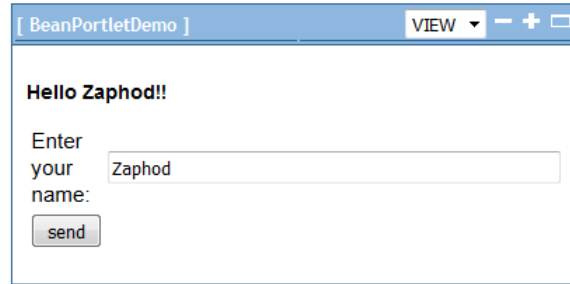 [ BeanPortletDemo ] VIEW
Hello Zaphod!!
Enter
your
name:
Zaphod
send